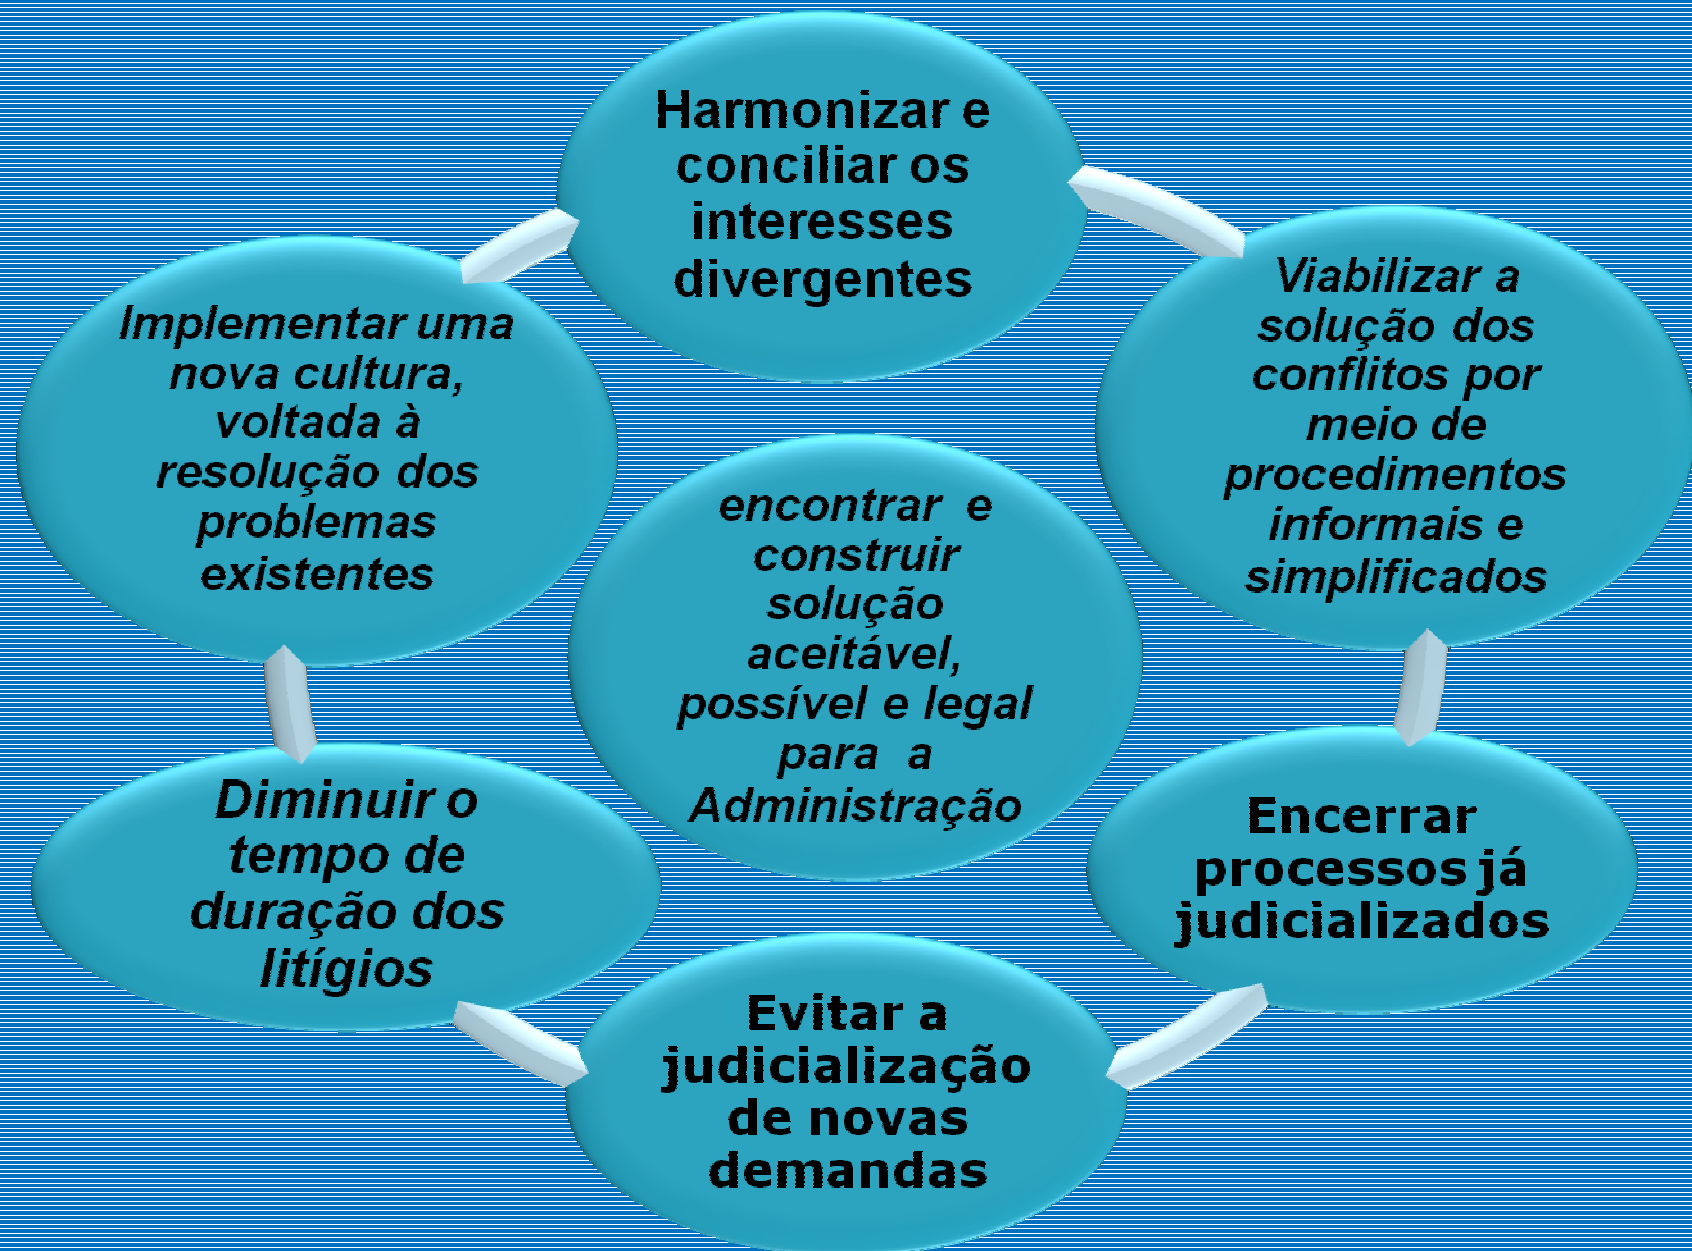 Harmonizar e
conciliar os
interesses
divergentes
Viabilizar a
solução dos
conflitos por
meio de
procedimentos
informais e
simplificados
Encerrar
processos já
judicializados
Evitar a
judicialização
de novas
demandas
Diminuir o
tempo de
duração dos
litígios
Implementar uma
nova cultura,
voltada à
resolução dos
problemas
existentes
encontrar e
construir
solução
aceitável,
possível e legal
para a
Administração